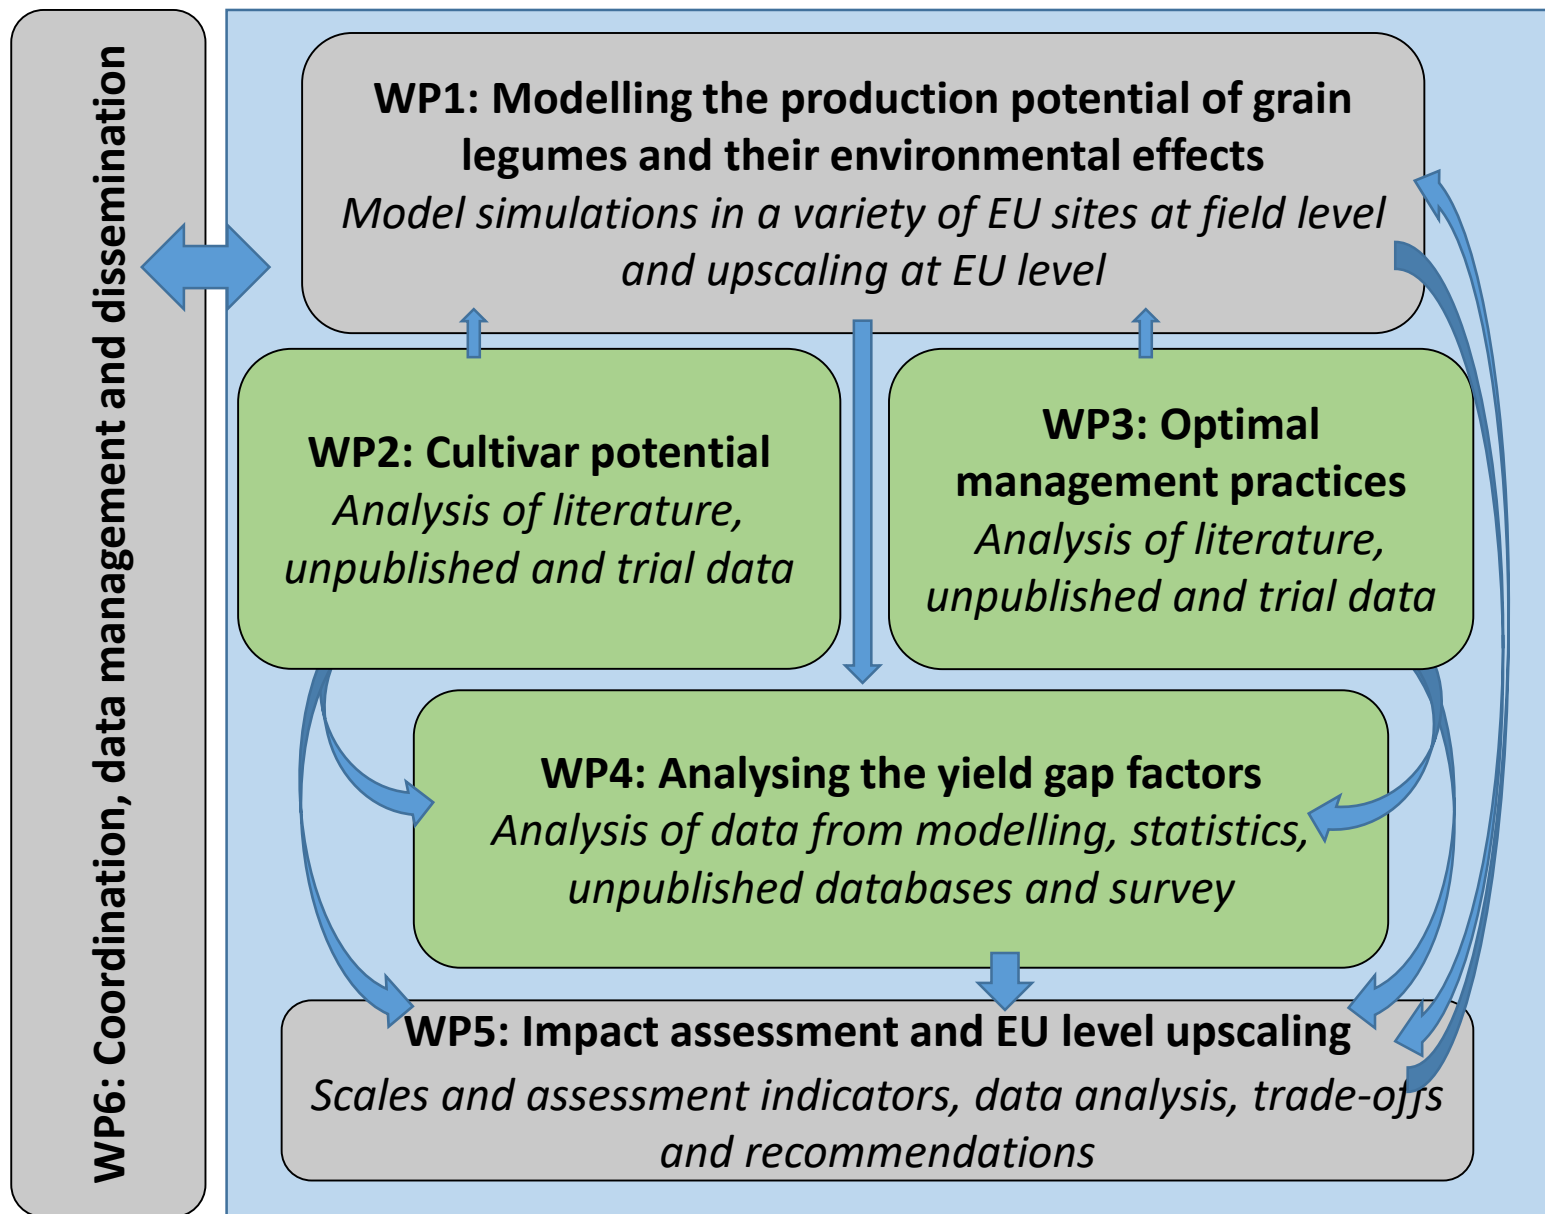 WP6: Coordination, data management and dissemination
WP1: Modelling the production potential of grain
legumes and their environmental effects
Model simulations in a variety of EU sites at field level
and upscaling at EU level
WP2: Cultivar potential
Analysis of literature,
unpublished and trial data
WP3: Optimal
management practices
Analysis of literature,
unpublished and trial data
WP4: Analysing the yield gap factors
Analysis of data from modelling, statistics,
unpublished databases and survey
WP5: Impact assessment and EU level upscaling
Scales and assessment indicators, data analysis, trade-offs
and recommendations